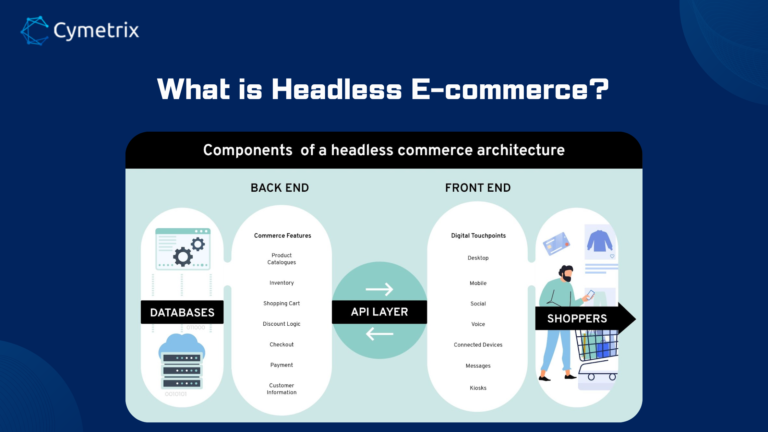 Cymetrix
What is Headless E-commerce?
Components of a headless commerce architecture
BACK END
FRONT END
DATABASES
Commerce Features
Product
Catalogues
Inventory
Shopping Cart
Discount Logic
Checkout
Payment
Customer
Information
API LAYER
Digital Touchpoints
Desktop
Mobile
Social
Voice
Connected Devices
Messages
Kiosks
SHOPPERS